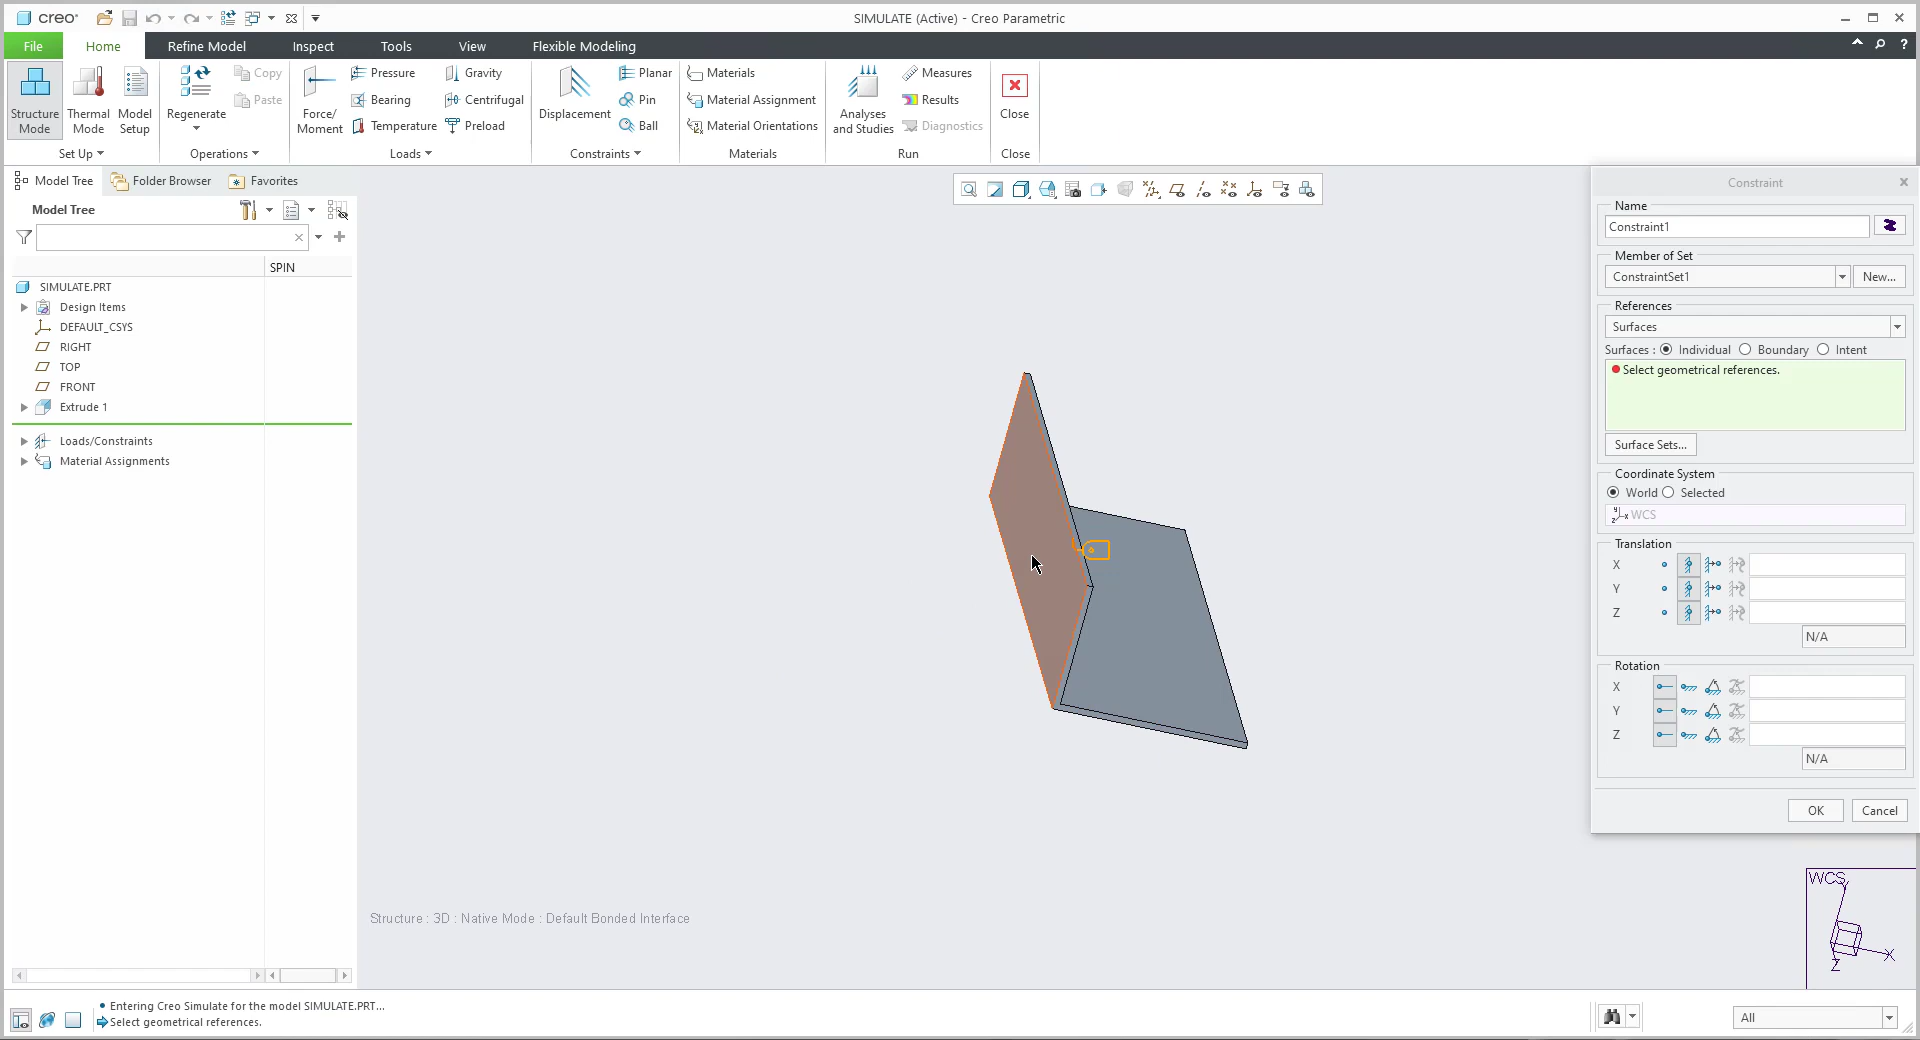 creo
SIMULATE (Active) - Creo Parametric
File Home Refine Model Inspect Tools View Flexible Modeling
Structure Mode
Thermal Mode
Model Setup
Set Up
Regenerate
Copy
Paste
Operations
Force/ Moment
Pressure
Bearing
Temperature
Gravity
Centrifugal
Preload
Loads
Displacement
Planar
Pin
Ball
Constraints
Materials
Material Assignment
Material Orientations
Materials
Analyses and Studies
Measures
Results
Diagnostics
Run
Close
Close
Model Tree Folder Browser Favorites
Model Tree
SPIN
SIMULATE.PRT
Design Items
DEFAULT_CSYS
RIGHT
TOP
FRONT
Extrude 1
Loads/Constraints
Material Assignments
Structure : 3D : Native Mode : Default Bonded Interface
Constraint
Name
Constraint1
Member of Set
ConstraintSet1 New...
References
Surfaces
Surfaces : Individual Boundary Intent
Select geometrical references.
Surface Sets...
Coordinate System
World Selected
WCS
Translation
X
Y
Z
N/A
Rotation
X
Y
Z
N/A
OK Cancel
WCS
Y
X
Z
Entering Creo Simulate for the model SIMULATE.PRT...
Select geometrical references.
All